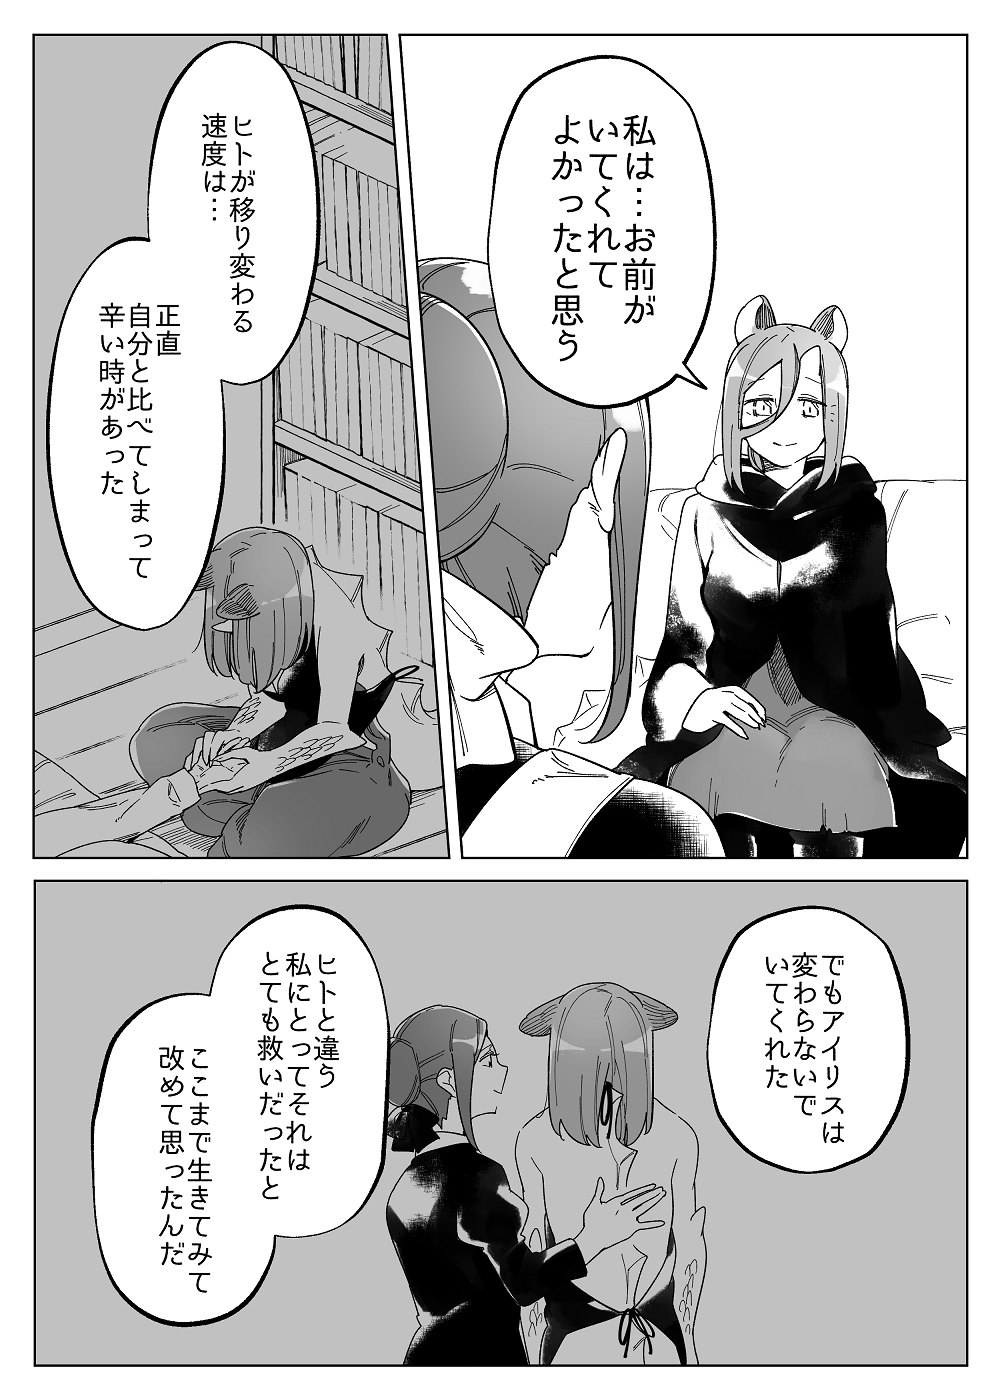 私は…お前が
いてくれて
よかったと思う
ヒトが移り変わる
速度は…
正直
自分と比べてしまって
辛い時があった
でもアイリスは
変わらないで
いてくれた
ヒトと違う
私にとってそれは
とても救いだったと
ここまで生きてみて
改めて思ったんだ